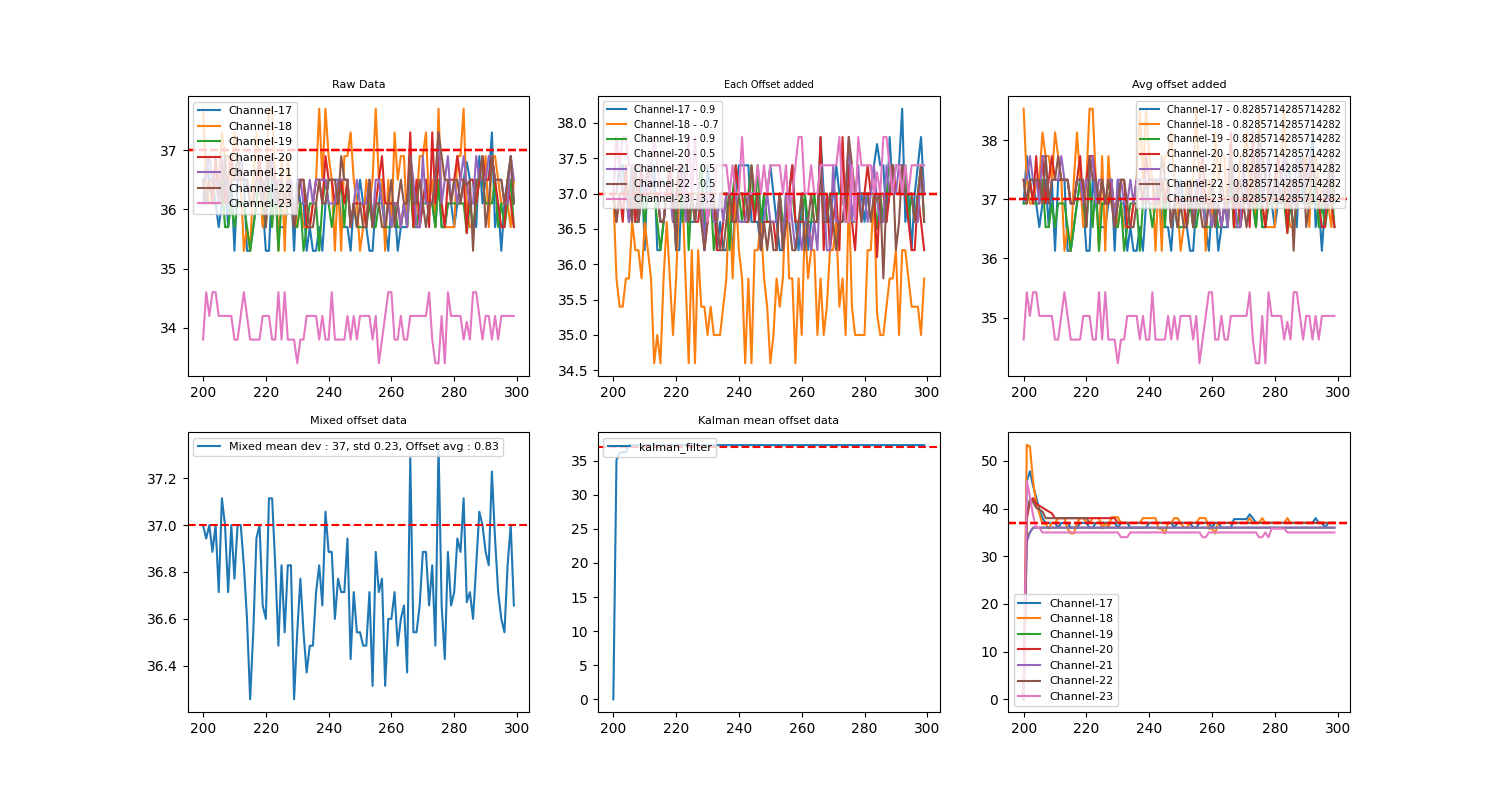 Raw Data
Channel-17
Channel-18
Channel-19
Channel-20
Channel-21
Channel-22
Channel-23
37
36
35
34
200 220 240 260 280 300
Each Offset added
Channel-17 - 0.9
Channel-18 - -0.7
Channel-19 - 0.9
Channel-20 - 0.5
Channel-21 - 0.5
Channel-22 - 0.5
Channel-23 - 3.2
38.0
37.5
37.0
36.5
36.0
35.5
35.0
34.5
200 220 240 260 280 300
Avg offset added
Channel-17 - 0.8285714285714282
Channel-18 - 0.8285714285714282
Channel-19 - 0.8285714285714282
Channel-20 - 0.8285714285714282
Channel-21 - 0.8285714285714282
Channel-22 - 0.8285714285714282
Channel-23 - 0.8285714285714282
38
37
36
35
200 220 240 260 280 300
Mixed offset data
Mixed mean dev : 37, std 0.23, Offset avg : 0.83
37.2
37.0
36.8
36.6
36.4
200 220 240 260 280 300
Kalman mean offset data
kalman_filter
35
30
25
20
15
10
5
0
200 220 240 260 280 300
50
40
30
20
10
0
Channel-17
Channel-18
Channel-19
Channel-20
Channel-21
Channel-22
Channel-23
200 220 240 260 280 300